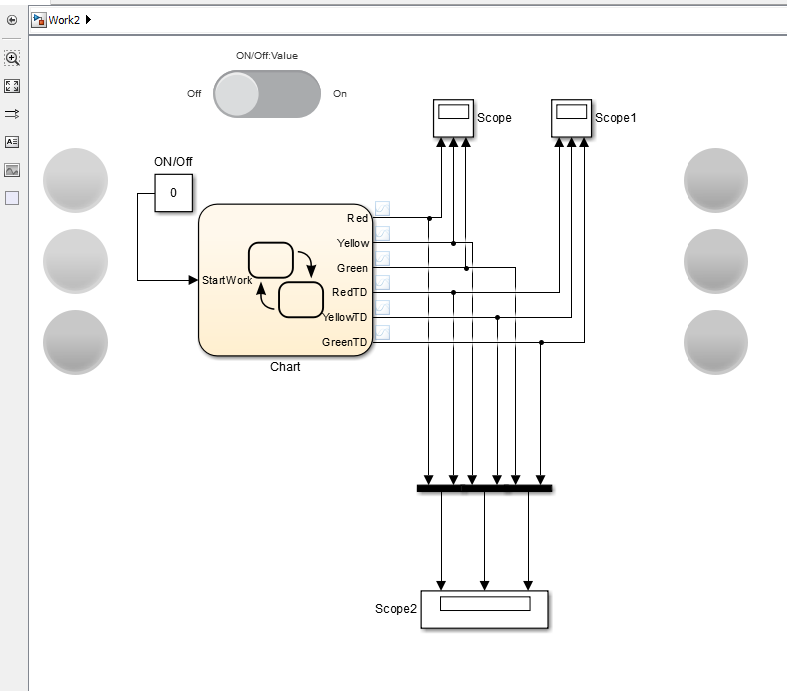 Work2
ON/Off:Value
Off
On
Scope
Scope1
ON/Off
0
Red
Yellow
Green
StartWork
RedTD
YellowTD
GreenTD
Chart
Scope2